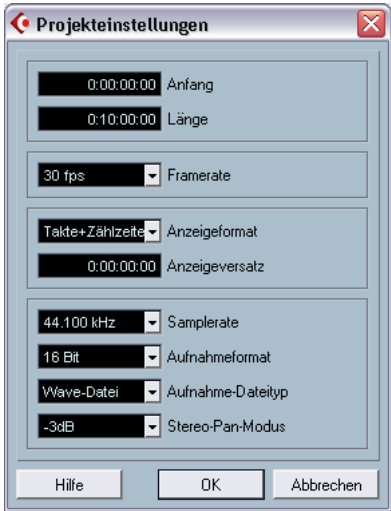 Projekteinstellungen
0:00:00:00 Anfang
0:10:00:00 Länge
30 fps Framerate
Takte+Zählzeite Anzeigeformat
0:00:00:00 Anzeigeversatz
44.100 kHz Samplerate
16 Bit Aufnahmeformat
Wave-Datei Aufnahme-Dateityp
-3dB Stereo-Pan-Modus
Hilfe OK Abbrechen